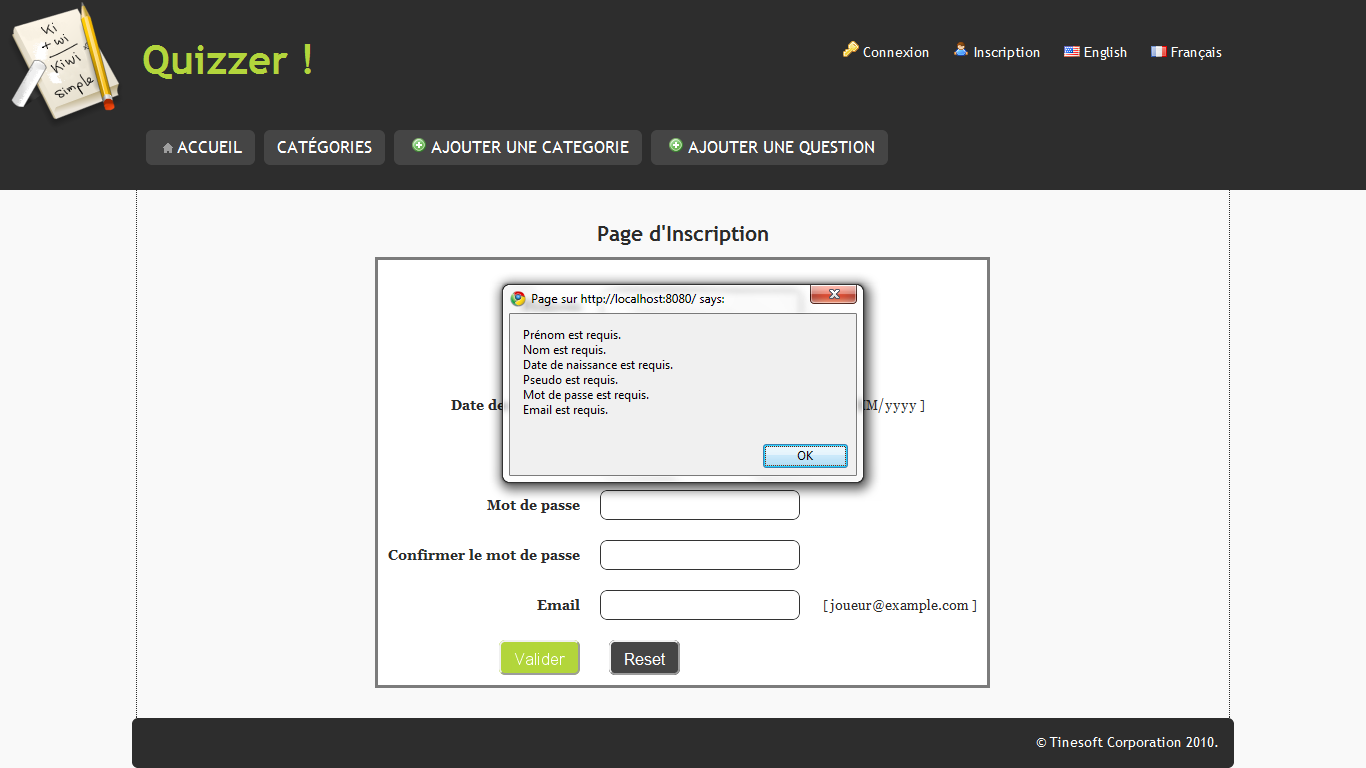 Ki
+ wi
Kiwi
simple
Quizzer !
Connexion
Inscription
English
Français
ACCUEIL
CATÉGORIES
AJOUTER UNE CATEGORIE
AJOUTER UNE QUESTION
Page d'Inscription
Page sur http://localhost:8080/ says:
Prénom est requis.
Nom est requis.
Date de naissance est requis.
Pseudo est requis.
Mot de passe est requis.
Email est requis.
OK
Date de
/yyyy ]
Mot de passe
Confirmer le mot de passe
Email
[ joueur@example.com ]
Valider
Reset
© Tinesoft Corporation 2010.